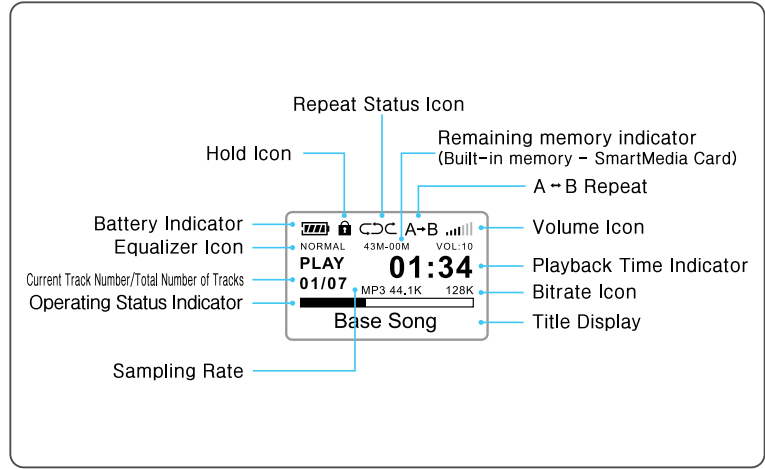 Repeat Status Icon
Remaining memory indicator
(Built-in memory - SmartMedia Card)
Hold Icon
A ↔ B Repeat
Battery Indicator
A→B
Volume Icon
Equalizer Icon
NORMAL 43M-00M VOL:10
PLAY 01:34
Playback Time Indicator
Current Track Number/Total Number of Tracks
01/07 MP3 44.1K 128K
Bitrate Icon
Operating Status Indicator
Base Song
Title Display
Sampling Rate